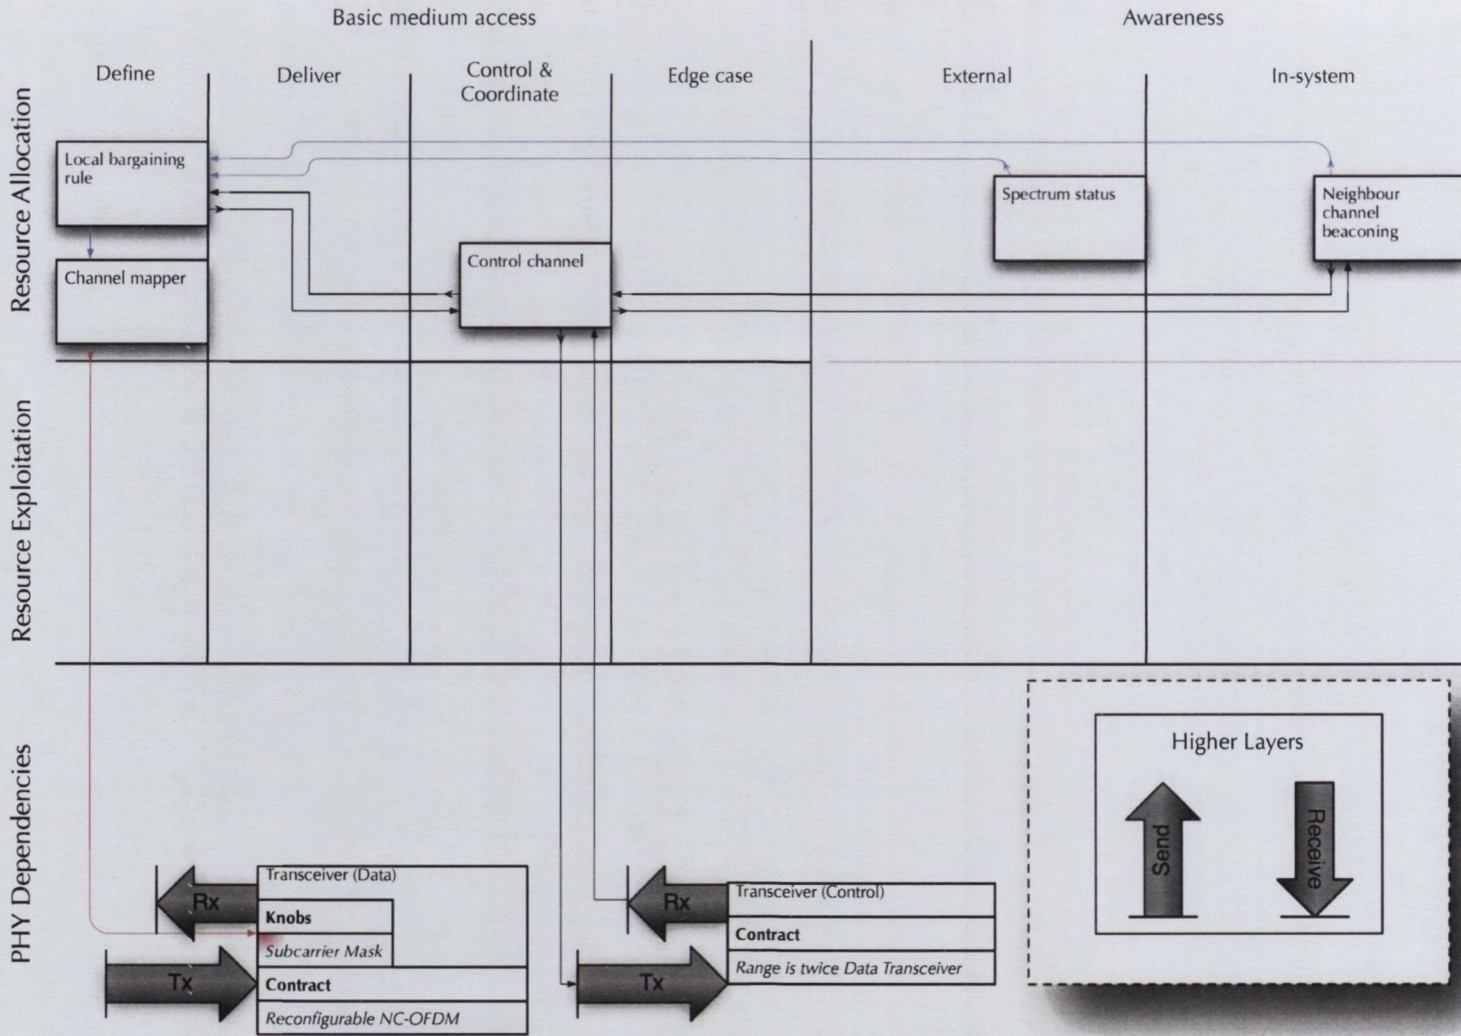 Basic medium access
Awareness
Define
Deliver
Control &
Coordinate
Edge case
External
In-system
Resource Allocation
Local bargaining
rule
Channel mapper
Control channel
Spectrum status
Neighbour
channel
beaconing
Resource Exploitation
PHY Dependencies
Rx
Tx
Transceiver (Data)
Knobs
Subcarrier Mask
Contract
Reconfigurable NC-OFDM
Rx
Tx
Transceiver (Control)
Contract
Range is twice Data Transceiver
Higher Layers
Send
Receive